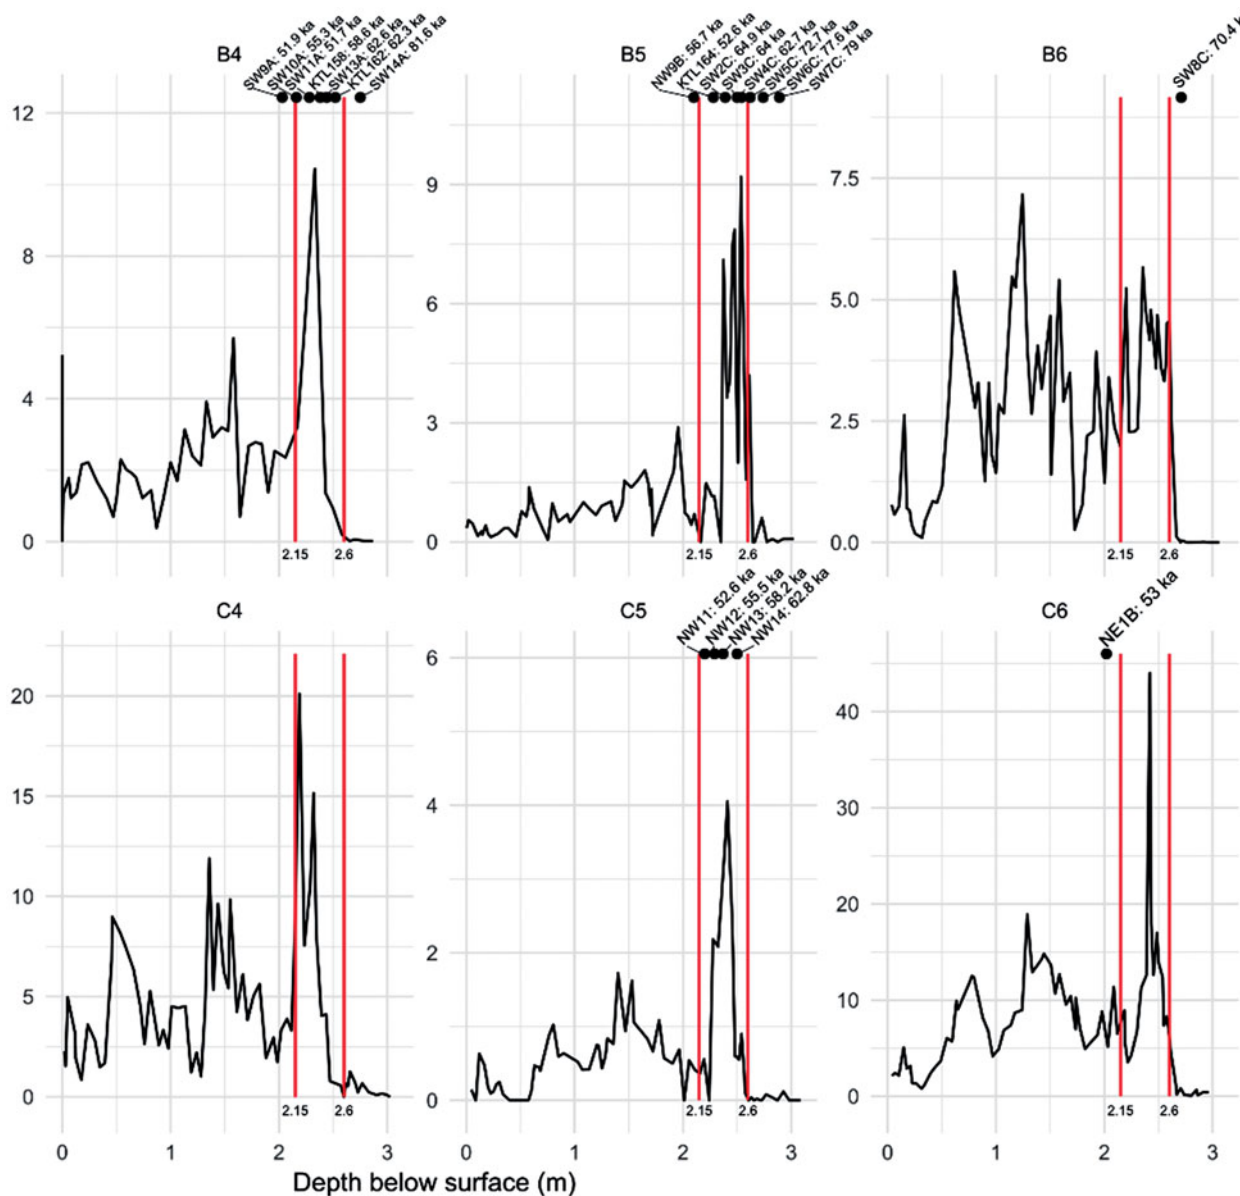 SW9A: 51.9 ka
SW10A: 55.3 ka
SW11A: 51.7 ka
KTL158: 58.6 ka
SW13A: 62.6 ka
KTL162: 62.3 ka
SW14A: 81.6 ka
NW9B: 56.7 ka
KTL164: 52.6 ka
SW2C: 64.9 ka
SW3C: 64 ka
SW4C: 62.7 ka
SW5C: 72.7 ka
SW6C: 77.6 ka
SW7C: 79 ka
SW8C: 70.4 k
B4 B5 B6
12
8
4
0
2.15 2.6
9
6
3
0
2.15 2.6
7.5
5.0
2.5
0.0
2.15 2.6
NW11: 52.6 ka
NW12: 55.5 ka
NW13: 58.2 ka
NW14: 62.8 ka
NE1B: 53 ka
C4 C5 C6
20
15
10
5
0
2.15 2.6
6
4
2
0
2.15 2.6
40
30
20
10
0
2.15 2.6
0 1 2 3 0 1 2 3 0 1 2 3
Depth below surface (m)